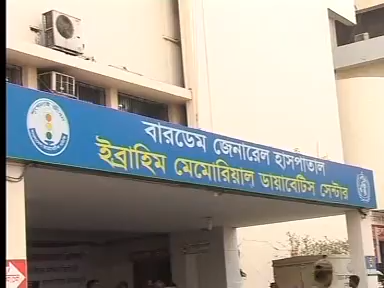 বারডেম জেনারেল হাসপাতাল
ইব্রাহিম মেমোরিয়াল ডায়াবেটিস সেন্টার